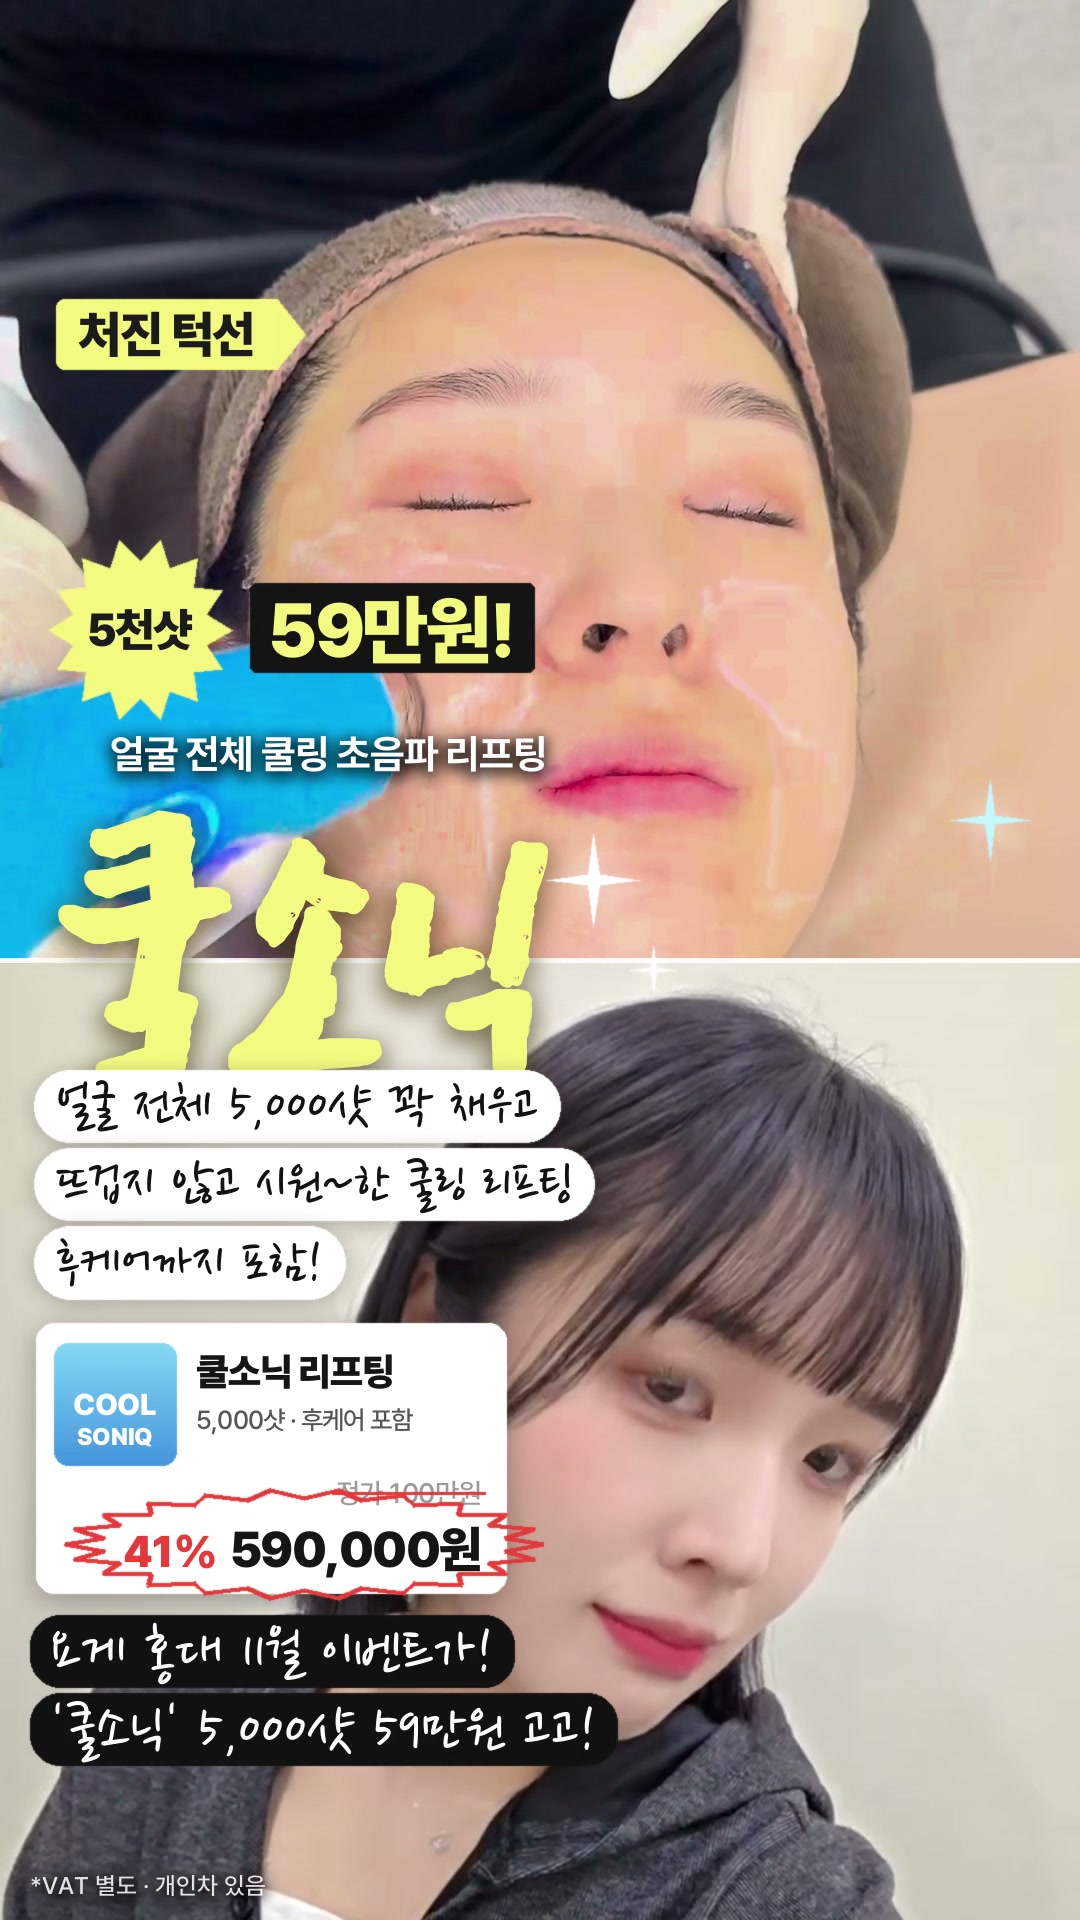 처진 턱선
5천샷
59만원!
얼굴 전체 쿨링 초음파 리프팅
쿨소닉
얼굴 전체 5,000샷 꽉 채우고
뜨겁지 않고 시원~한 쿨링 리프팅
후케어까지 포함!
COOL
SONIQ
쿨소닉 리프팅
5,000샷 · 후케어 포함
정가 100만원
41% 590,000원
요게 홍대 11월 이벤트가!
'쿨소닉' 5,000샷 59만원 고고!
*VAT 별도 · 개인차 있음